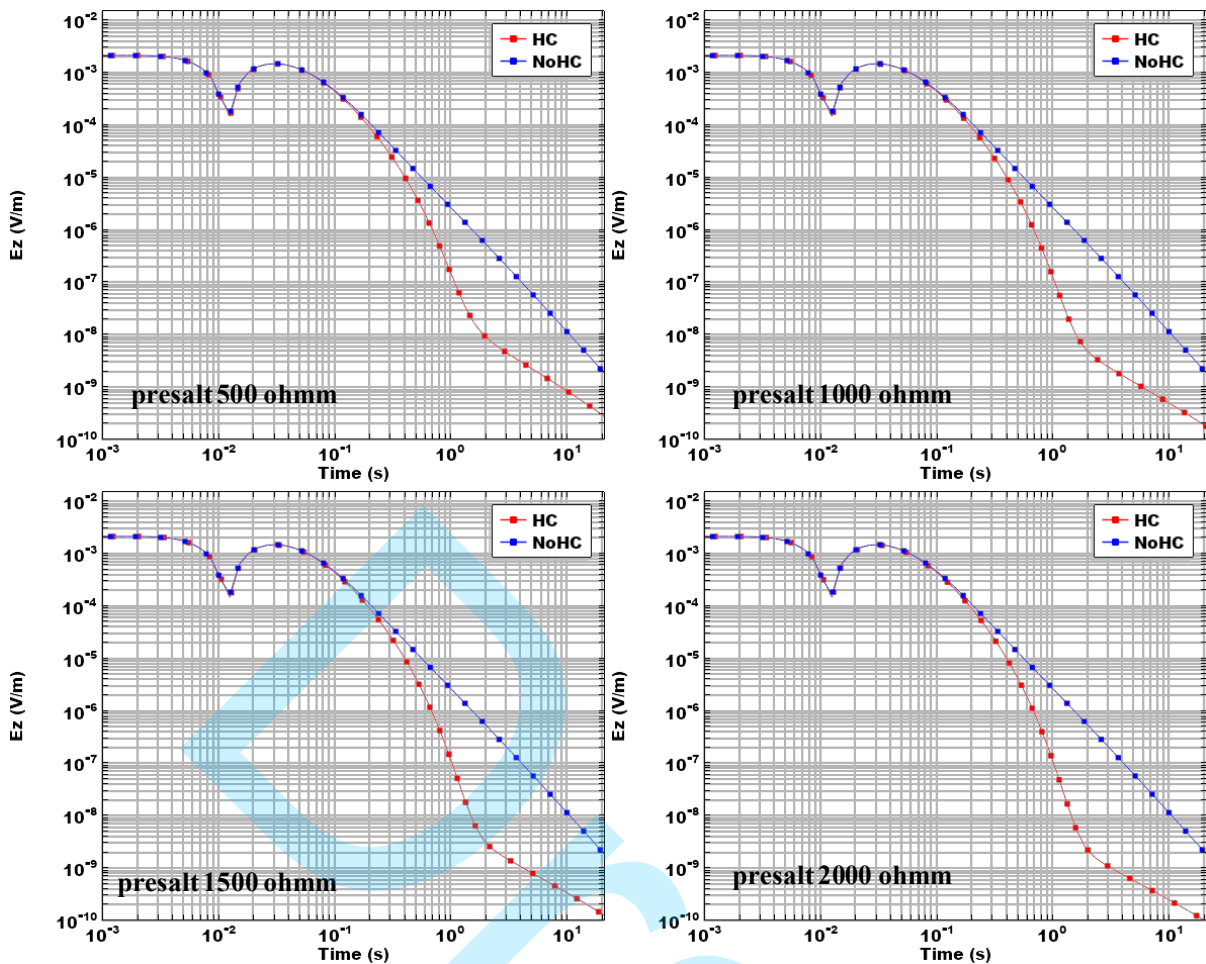 10⁻² 10⁻³ 10⁻⁴ 10⁻⁵ 10⁻⁶ 10⁻⁷ 10⁻⁸ 10⁻⁹ 10⁻¹⁰
Ez (V/m)
HC
NoHC
presalt 500 ohmm
10⁻³ 10⁻² 10⁻¹ 10⁰ 10¹
Time (s)
10⁻² 10⁻³ 10⁻⁴ 10⁻⁵ 10⁻⁶ 10⁻⁷ 10⁻⁸ 10⁻⁹ 10⁻¹⁰
Ez (V/m)
HC
NoHC
presalt 1000 ohmm
10⁻³ 10⁻² 10⁻¹ 10⁰ 10¹
Time (s)
10⁻² 10⁻³ 10⁻⁴ 10⁻⁵ 10⁻⁶ 10⁻⁷ 10⁻⁸ 10⁻⁹ 10⁻¹⁰
Ez (V/m)
HC
NoHC
presalt 1500 ohmm
10⁻³ 10⁻² 10⁻¹ 10⁰ 10¹
Time (s)
10⁻² 10⁻³ 10⁻⁴ 10⁻⁵ 10⁻⁶ 10⁻⁷ 10⁻⁸ 10⁻⁹ 10⁻¹⁰
Ez (V/m)
HC
NoHC
presalt 2000 ohmm
10⁻³ 10⁻² 10⁻¹ 10⁰ 10¹
Time (s)